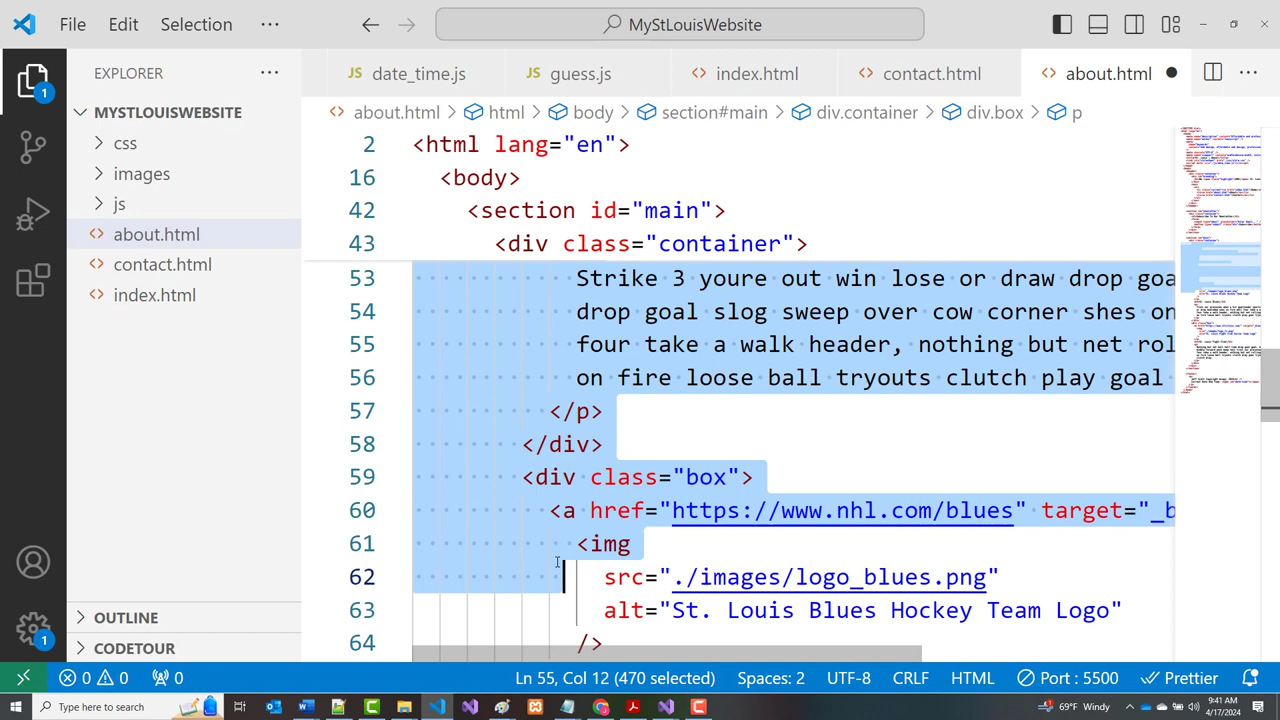 File Edit Selection ··· MyStLouisWebsite
EXPLORER ···
JS date_time.js JS guess.js <> index.html <> contact.html <> about.html ● ···
MYSTLOUISWEBSITE
<> about.html > html > body > section#main > div.container > div.box > p
css
images
js
about.html
contact.html
index.html
2 <html lang="en">
16 <body>
42 <section id="main">
43 <div class="container">
53 Strike 3 youre out win lose or draw drop goa
54 drop goal slog sweep over cow corner shes on
55 four take a walk header, nothing but net rol
56 on fire loose ball tryouts clutch play goal
57 </p>
58 </div>
59 <div class="box">
60 <a href="https://www.nhl.com/blues" target="_b
61 <img
62 src="./images/logo_blues.png"
63 alt="St. Louis Blues Hockey Team Logo"
64 />
1
1
OUTLINE
CODETOUR
0 0 0 Ln 55, Col 12 (470 selected) Spaces: 2 UTF-8 CRLF HTML Port : 5500 Prettier
Type here to search 49°F Windy 9:41 AM
4/17/2024